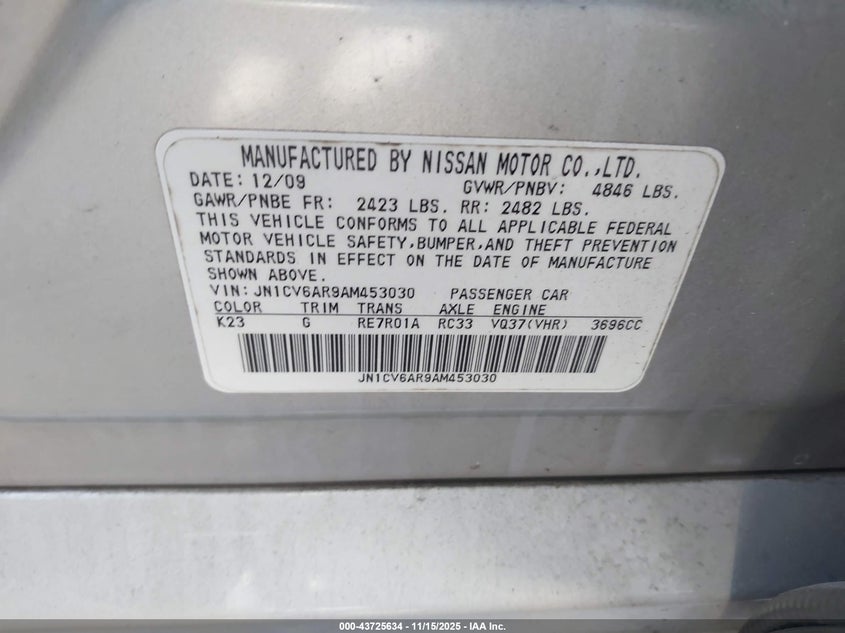 MANUFACTURED BY NISSAN MOTOR CO.,LTD.
DATE: 12/09 GVWR/PNBV: 4846 LBS.
GAWR/PNBE FR: 2423 LBS. RR: 2482 LBS.
THIS VEHICLE CONFORMS TO ALL APPLICABLE FEDERAL
MOTOR VEHICLE SAFETY,BUMPER,AND THEFT PREVENTION
STANDARDS IN EFFECT ON THE DATE OF MANUFACTURE
SHOWN ABOVE.
VIN: JN1CV6AR9AM453030 PASSENGER CAR
COLOR TRIM TRANS AXLE ENGINE
K23 G RE7R01A RC33 VQ37(VHR) 3696CC
JN1CV6AR9AM453030
000-43725634 - 11/15/2025 - IAA Inc.